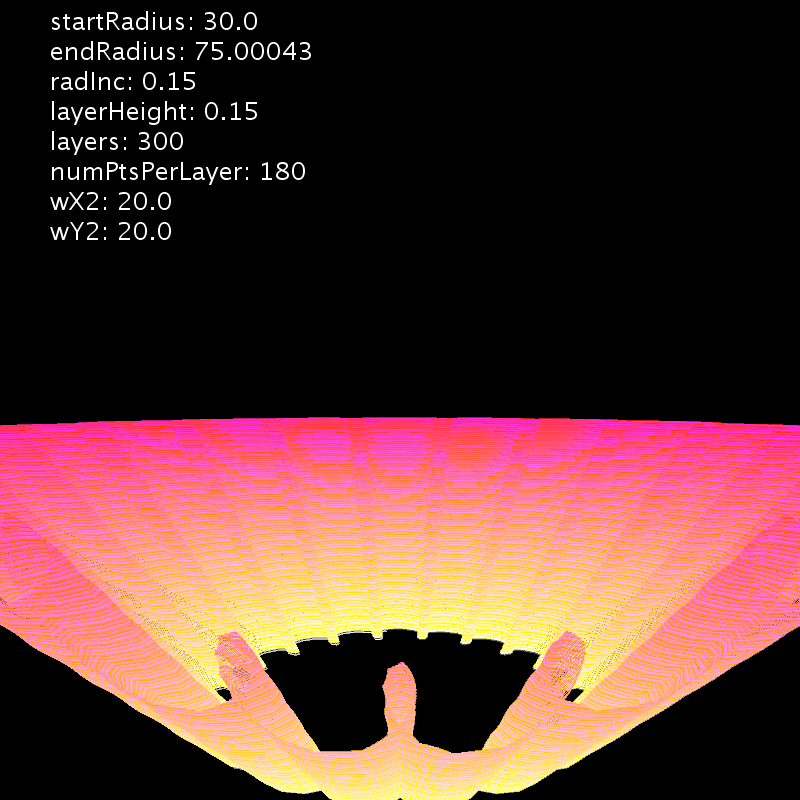 startRadius: 30.0
endRadius: 75.00043
radInc: 0.15
layerHeight: 0.15
layers: 300
numPtsPerLayer: 180
wX2: 20.0
wY2: 20.0